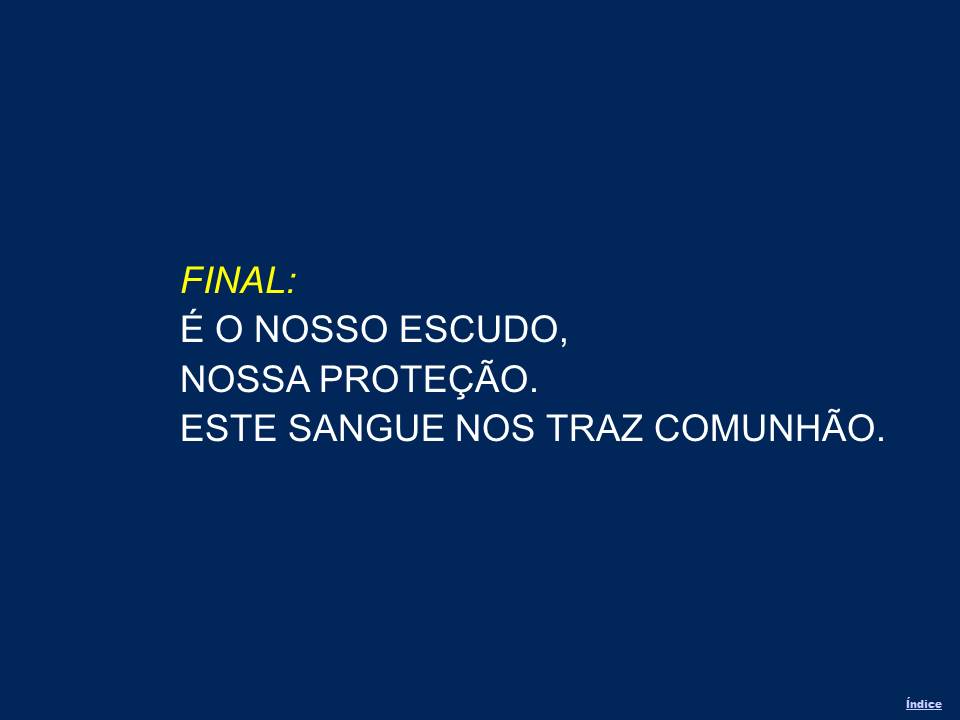 FINAL:
É O NOSSO ESCUDO,
NOSSA PROTEÇÃO.
ESTE SANGUE NOS TRAZ COMUNHÃO.
Índice